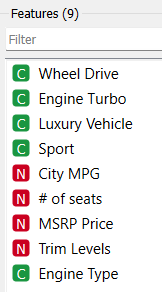 Features (9)
Filter
C Wheel Drive
C Engine Turbo
C Luxury Vehicle
C Sport
N City MPG
N # of seats
N MSRP Price
N Trim Levels
C Engine Type